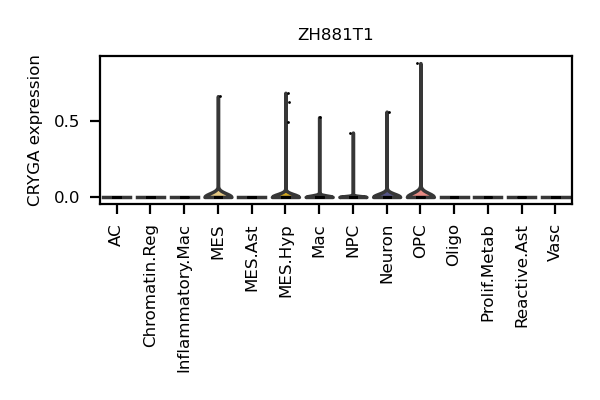 ZH881T1
CRYGA expression
0.5
0.0
AC
Chromatin.Reg
Inflammatory.Mac
MES
MES.Ast
MES.Hyp
Mac
NPC
Neuron
OPC
Oligo
Prolif.Metab
Reactive.Ast
Vasc